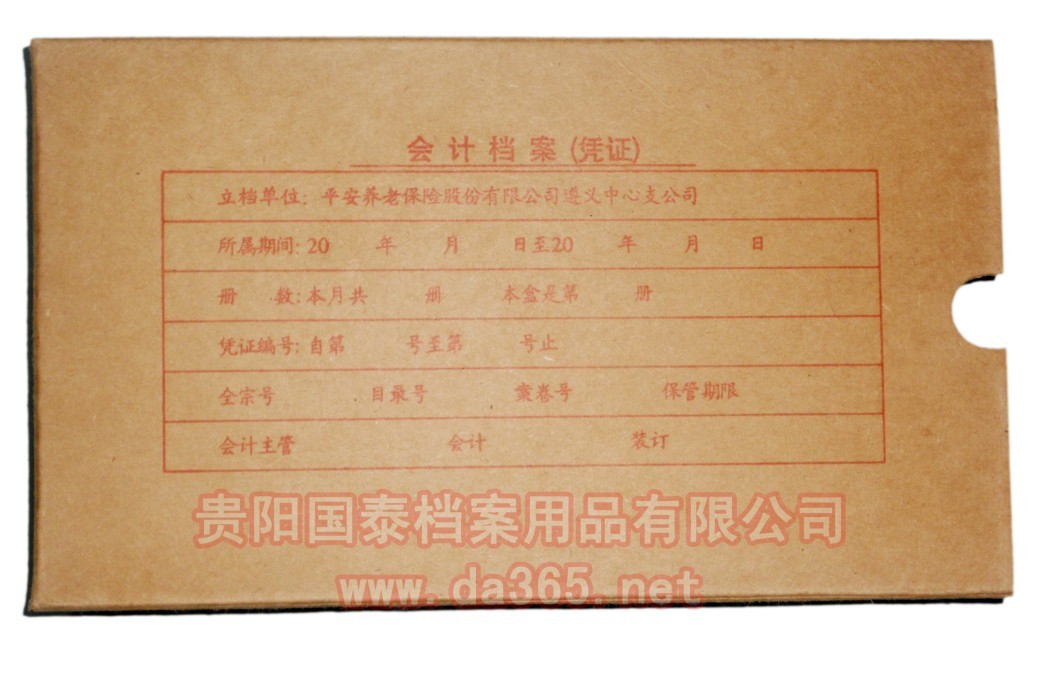 会计档案(凭证)
立档单位: 平安养老保险股份有限公司遵义中心支公司
所属期间: 20 年 月 日至20 年 月 日
册 数: 本月共 册 本盒是第 册
凭证编号: 自第 号至第 号止
全宗号 目录号 案卷号 保管期限
会计主管 会计 装订
贵阳国泰档案用品有限公司
www.da365.net